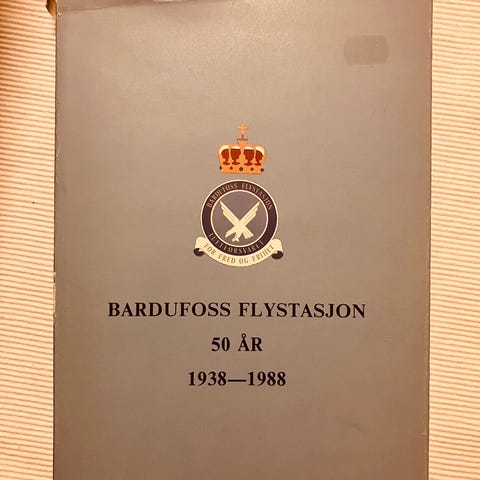 BARDUFOSS FLYSTASJON
LUFTFORSVARET
FOR FRED OG FRIHET
BARDUFOSS FLYSTASJON
50 ÅR
1938—1988